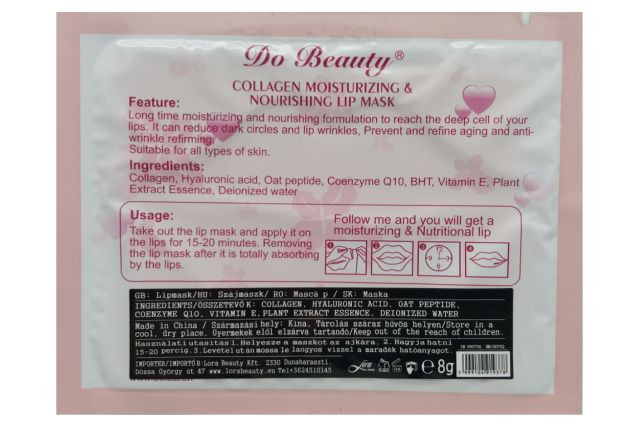 Do Beauty®
COLLAGEN MOISTURIZING &
NOURISHING LIP MASK
Feature:
Long time moisturizing and nourishing formulation to reach the deep cell of your
lips. It can reduce dark circles and lip wrinkles, Prevent and refine aging and anti-
wrinkle refirming.
Suitable for all types of skin.
Ingredients:
Collagen, Hyaluronic acid, Oat peptide, Coenzyme Q10, BHT, Vitamin E, Plant
Extract Essence, Deionized water
Usage:
Take out the lip mask and apply it on
the lips for 15-20 minutes. Removing
the lip mask after it is totally absorbing
by the lips.
Follow me and you will get a
moisturizing & Nutritional lip
1 2 3 4
GB: Lipmask/HU: Szájmaszk/ RO: Mască p / SK: Maska
INGREDIENTS/ÖSSZETEVŐK: COLLAGEN, HYALURONIC ACID, OAT PEPTIDE,
COENZYME Q10, VITAMIN E, PLANT EXTRACT ESSENCE, DEIONIZED WATER
Made in China / Származási hely: Kína. Tárolás száraz hűvös helyen/Store in a
cool, dry place. Gyermekek elől elzárva tartandó/Keep out of the reach of children.
Használati utasítás 1. Helyezze a maszkot az ajkára. 2. Hagyja hatni
15-20 percig. 3. Levétel után mossa le langyos vízzel a maradék hatóanyagot.
IMPORTER/IMPORTŐR: Lora Beauty Kft. 2330 Dunaharaszti.
Dózsa György út 47 www.lorabeauty.eu Tel+3624510145
8g